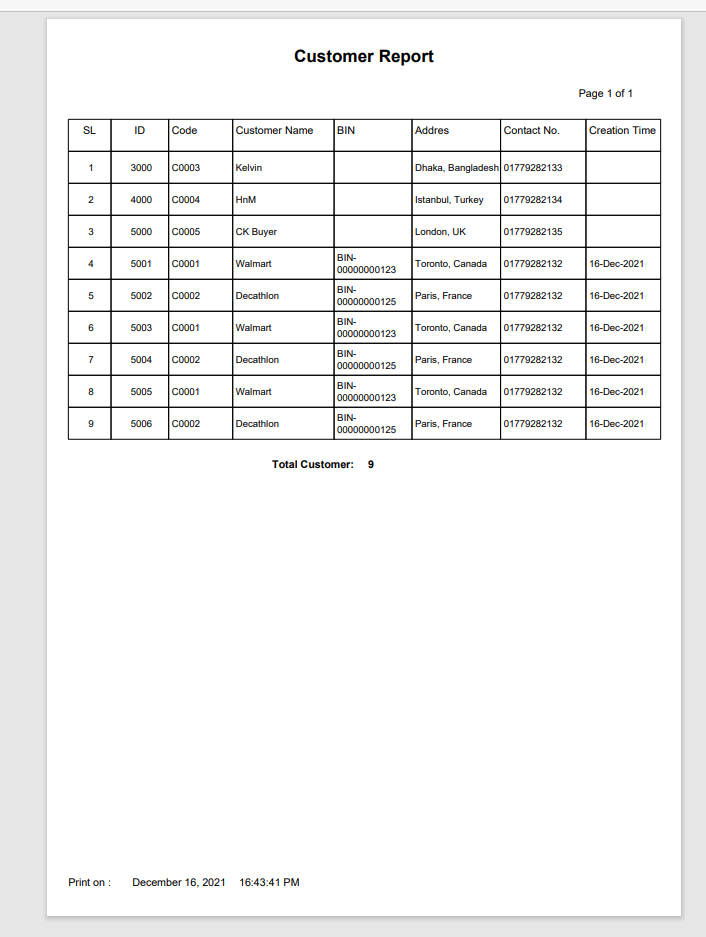 Customer Report
Page 1 of 1
SL ID Code Customer Name BIN Addres Contact No. Creation Time
1 3000 C0003 Kelvin Dhaka, Bangladesh 01779282133
2 4000 C0004 HnM Istanbul, Turkey 01779282134
3 5000 C0005 CK Buyer London, UK 01779282135
4 5001 C0001 Walmart BIN-00000000123 Toronto, Canada 01779282132 16-Dec-2021
5 5002 C0002 Decathlon BIN-00000000125 Paris, France 01779282132 16-Dec-2021
6 5003 C0001 Walmart BIN-00000000123 Toronto, Canada 01779282132 16-Dec-2021
7 5004 C0002 Decathlon BIN-00000000125 Paris, France 01779282132 16-Dec-2021
8 5005 C0001 Walmart BIN-00000000123 Toronto, Canada 01779282132 16-Dec-2021
9 5006 C0002 Decathlon BIN-00000000125 Paris, France 01779282132 16-Dec-2021
Total Customer: 9
Print on : December 16, 2021 16:43:41 PM